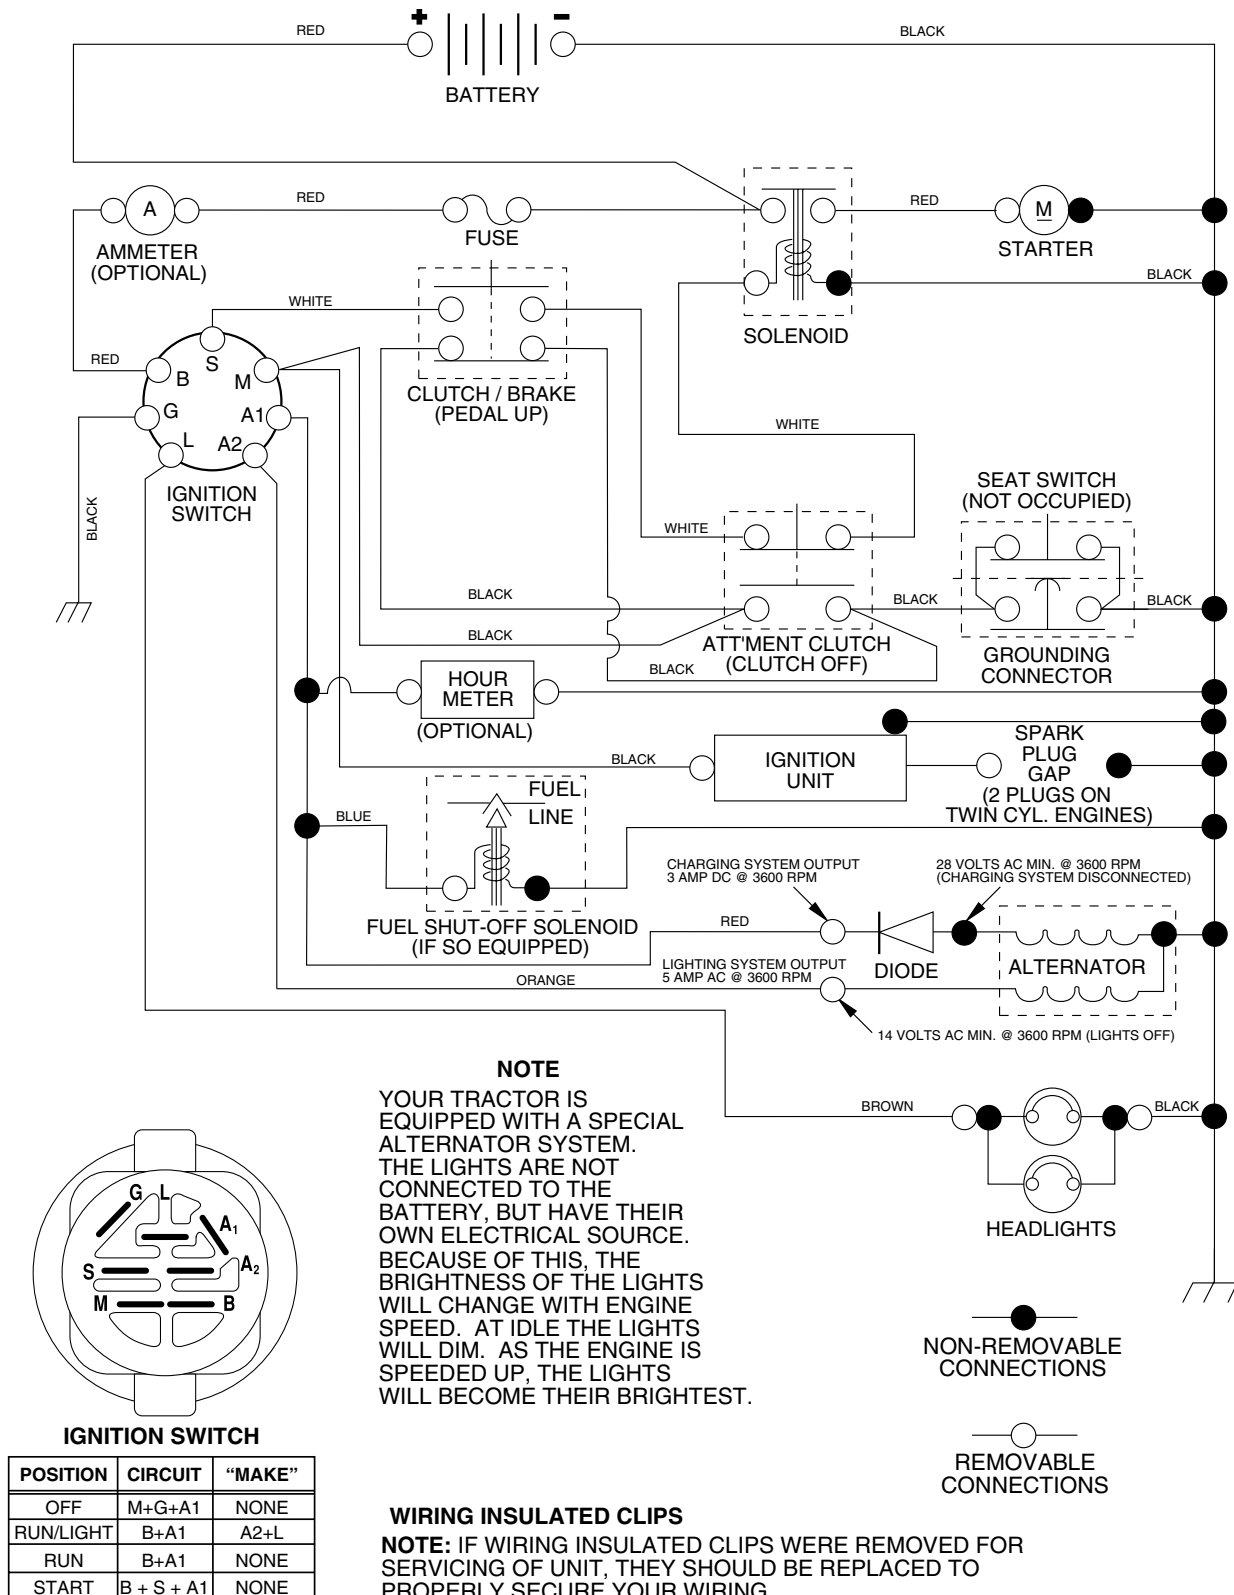 + -
RED
BLACK
BATTERY
A
RED
FUSE
RED
M
STARTER
AMMETER
(OPTIONAL)
BLACK
SOLENOID
WHITE
RED
S
B
M
G
A1
L
A2
CLUTCH / BRAKE
(PEDAL UP)
WHITE
IGNITION
SWITCH
BLACK
SEAT SWITCH
(NOT OCCUPIED)
WHITE
BLACK
BLACK
BLACK
BLACK
ATT'MENT CLUTCH
(CLUTCH OFF)
BLACK
GROUNDING
CONNECTOR
HOUR
METER
(OPTIONAL)
BLACK
IGNITION
UNIT
SPARK
PLUG
GAP
(2 PLUGS ON
TWIN CYL. ENGINES)
FUEL
LINE
BLUE
FUEL SHUT-OFF SOLENOID
(IF SO EQUIPPED)
CHARGING SYSTEM OUTPUT
3 AMP DC @ 3600 RPM
28 VOLTS AC MIN. @ 3600 RPM
(CHARGING SYSTEM DISCONNECTED)
RED
DIODE
ALTERNATOR
LIGHTING SYSTEM OUTPUT
5 AMP AC @ 3600 RPM
ORANGE
14 VOLTS AC MIN. @ 3600 RPM (LIGHTS OFF)
NOTE
YOUR TRACTOR IS
EQUIPPED WITH A SPECIAL
ALTERNATOR SYSTEM.
THE LIGHTS ARE NOT
CONNECTED TO THE
BATTERY, BUT HAVE THEIR
OWN ELECTRICAL SOURCE.
BECAUSE OF THIS, THE
BRIGHTNESS OF THE LIGHTS
WILL CHANGE WITH ENGINE
SPEED. AT IDLE THE LIGHTS
WILL DIM. AS THE ENGINE IS
SPEEDED UP, THE LIGHTS
WILL BECOME THEIR BRIGHTEST.
BROWN
BLACK
HEADLIGHTS
NON-REMOVABLE
CONNECTIONS
REMOVABLE
CONNECTIONS
G L
A1
S
A2
M
B
IGNITION SWITCH
POSITION CIRCUIT “MAKE”
OFF M+G+A1 NONE
RUN/LIGHT B+A1 A2+L
RUN B+A1 NONE
START B + S + A1 NONE
WIRING INSULATED CLIPS
NOTE: IF WIRING INSULATED CLIPS WERE REMOVED FOR
SERVICING OF UNIT, THEY SHOULD BE REPLACED TO
PROPERLY SECURE YOUR WIRING.